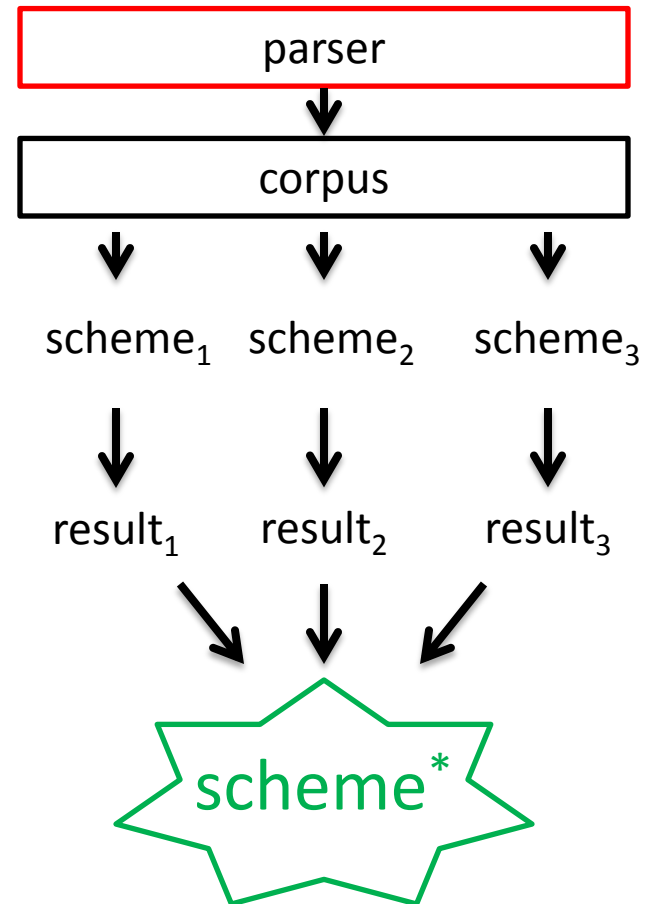 parser
corpus
scheme₁ scheme₂ scheme₃
result₁ result₂ result₃
scheme*